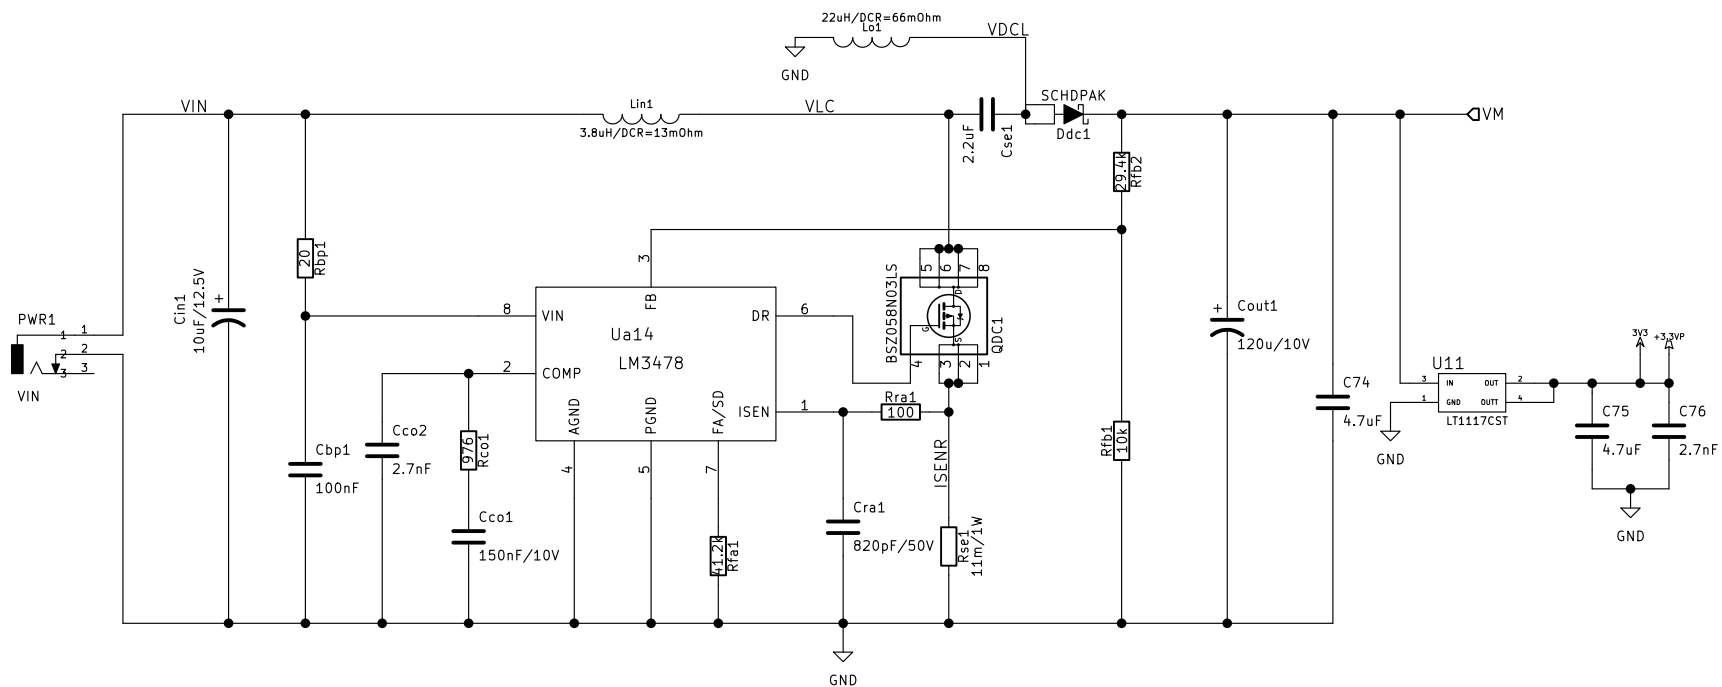 22uH/DCR=66mOhm
Lo1
VDCL
GND
VIN
Lin1
3.8uH/DCR=13mOhm
VLC
2.2uF
Cse1
SCHDPAK
Ddc1
VM
29.4k
Rfb2
20
Rbp1
3
FB
5
6
7
8
BSZ058N03LS
D
G
S
QDC1
4
3
2
1
Cin1
+
10uF/12.5V
PWR1
1
1
2
2
3
3
VIN
8
VIN
DR
6
Ua14
LM3478
2
COMP
ISEN
1
AGND
PGND
FA/SD
4
5
7
Rra1
100
ISENR
Cout1
+
120u/10V
C74
4.7uF
U11
3
IN
OUT
2
1
GND
OUTT
4
LT1117CST
GND
3V3
+3.3VP
C75
4.7uF
C76
2.7nF
GND
Cbp1
100nF
Cco2
2.7nF
976
Rco1
Cco1
150nF/10V
41.2k
Rfa1
Cra1
820pF/50V
Rse1
11m/1W
Rfb1
10k
GND